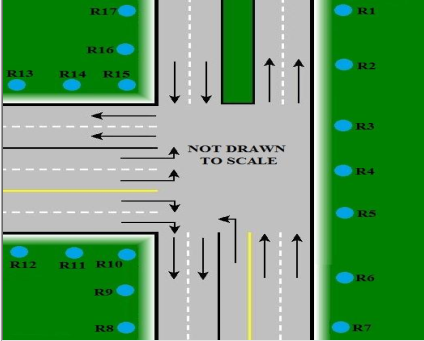 R17
R1
R16
R2
R13 R14 R15
R3
NOT DRAWN
TO SCALE
R4
R5
R12 R11 R10
R6
R9
R8
R7